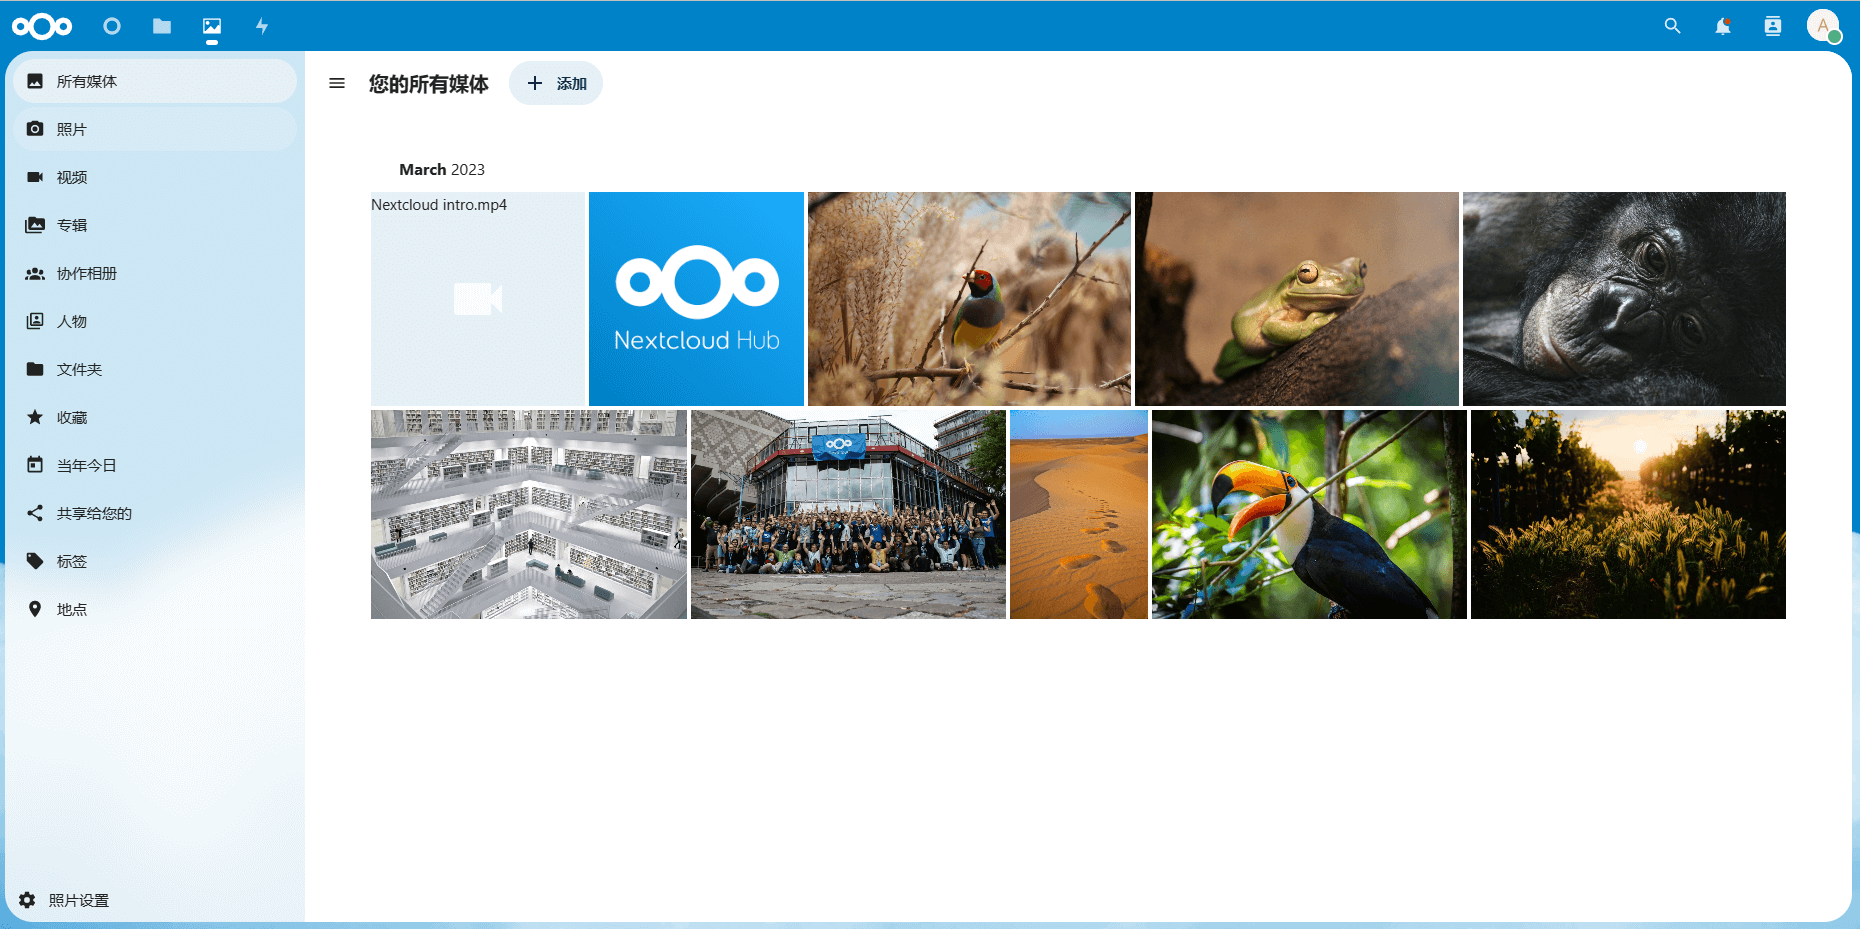 A
所有媒体
照片
视频
专辑
协作相册
人物
文件夹
收藏
当年今日
共享给您的
标签
地点
照片设置
您的所有媒体
添加
March 2023
Nextcloud intro.mp4
Nextcloud Hub